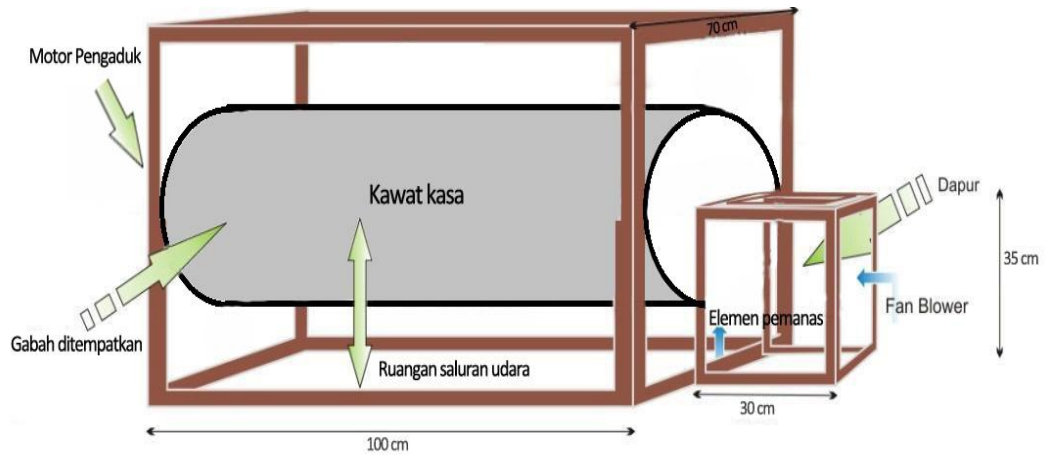 70 cm
Motor Pengaduk
Kawat kasa
Dapur
35 cm
Fan Blower
Elemen pemanas
Gabah ditempatkan
Ruangan saluran udara
30 cm
100 cm